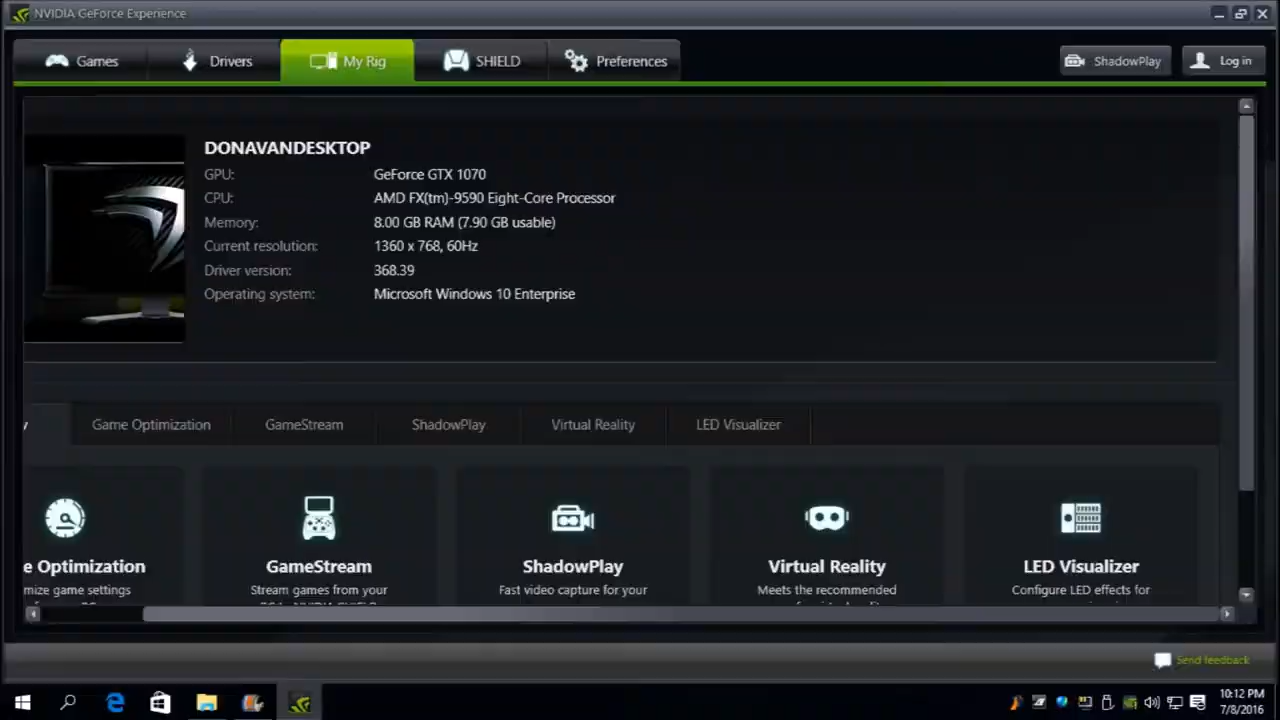 NVIDIA GeForce Experience
Games
Drivers
My Rig
SHIELD
Preferences
ShadowPlay
Log in
DONAVANDESKTOP
GPU: GeForce GTX 1070
CPU: AMD FX(tm)-9590 Eight-Core Processor
Memory: 8.00 GB RAM (7.90 GB usable)
Current resolution: 1360 x 768, 60Hz
Driver version: 368.39
Operating system: Microsoft Windows 10 Enterprise
y
Game Optimization
GameStream
ShadowPlay
Virtual Reality
LED Visualizer
e Optimization
mize game settings
GameStream
Stream games from your
ShadowPlay
Fast video capture for your
Virtual Reality
Meets the recommended
LED Visualizer
Configure LED effects for
Send feedback
10:12 PM
7/8/2016